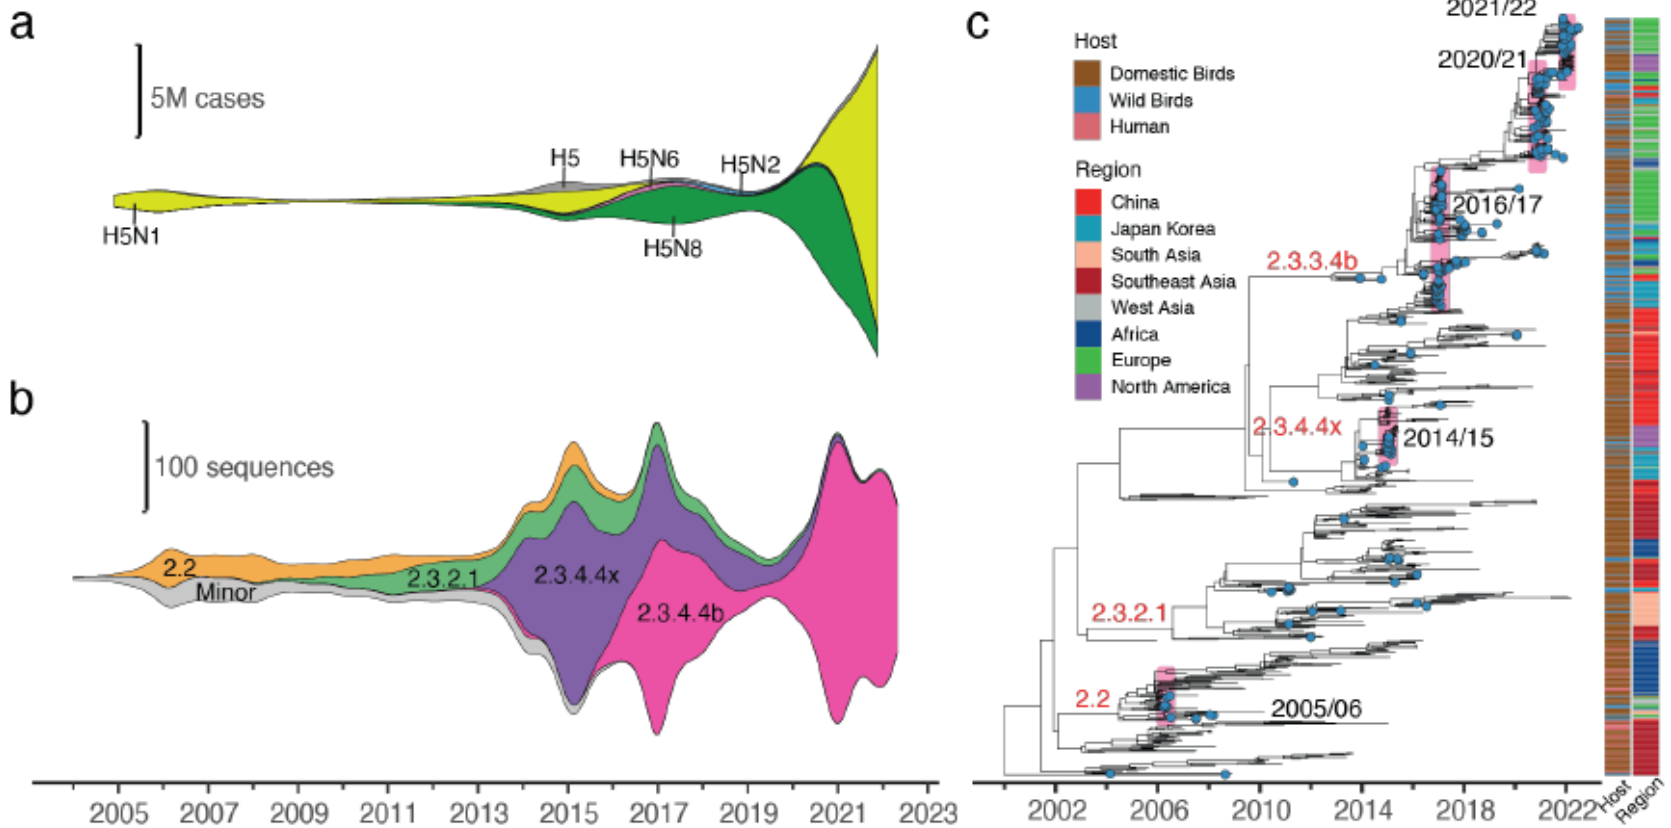 a
5M cases
H5N1
H5
H5N6
H5N2
H5N8
b
100 sequences
2.2
Minor
2.3.2.1
2.3.4.4x
2.3.4.4b
2005 2007 2009 2011 2013 2015 2017 2019 2021 2023
c
Host
Domestic Birds
Wild Birds
Human
Region
China
Japan Korea
South Asia
Southeast Asia
West Asia
Africa
Europe
North America
2021/22
2020/21
2016/17
2.3.3.4b
2.3.4.4x
2014/15
2.3.2.1
2.2
2005/06
2002 2006 2010 2014 2018 2022
Host
Region